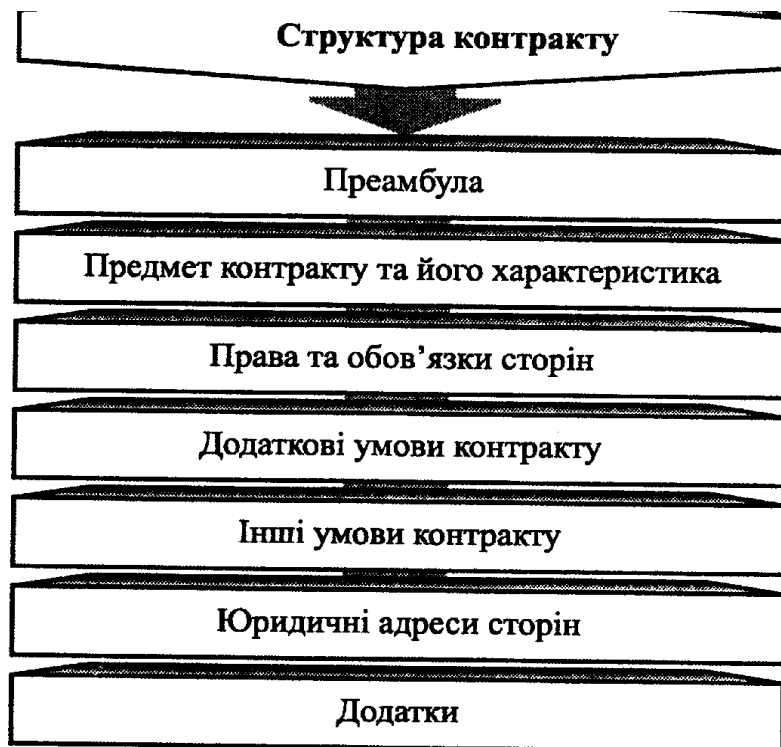 Структура контракту
Преамбула
Предмет контракту та його характеристика
Права та обов’язки сторін
Додаткові умови контракту
Інші умови контракту
Юридичні адреси сторін
Додатки